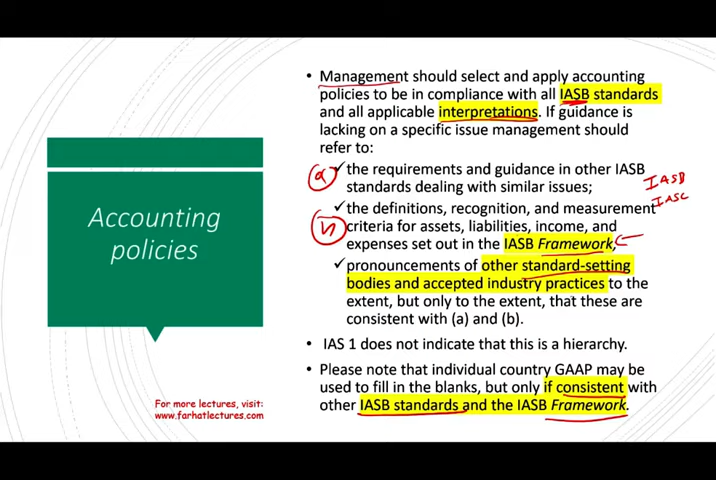 Accounting
policies
For more lectures, visit:
www.farhatlectures.com
• Management should select and apply accounting
policies to be in compliance with all IASB standards
and all applicable interpretations. If guidance is
lacking on a specific issue management should
refer to:
a ✓the requirements and guidance in other IASB
standards dealing with similar issues;
IASB
✓the definitions, recognition, and measurement
IASC
criteria for assets, liabilities, income, and
expenses set out in the IASB Framework;
✓pronouncements of other standard-setting
bodies and accepted industry practices to the
extent, but only to the extent, that these are
consistent with (a) and (b).
• IAS 1 does not indicate that this is a hierarchy.
• Please note that individual country GAAP may be
used to fill in the blanks, but only if consistent with
other IASB standards and the IASB Framework.